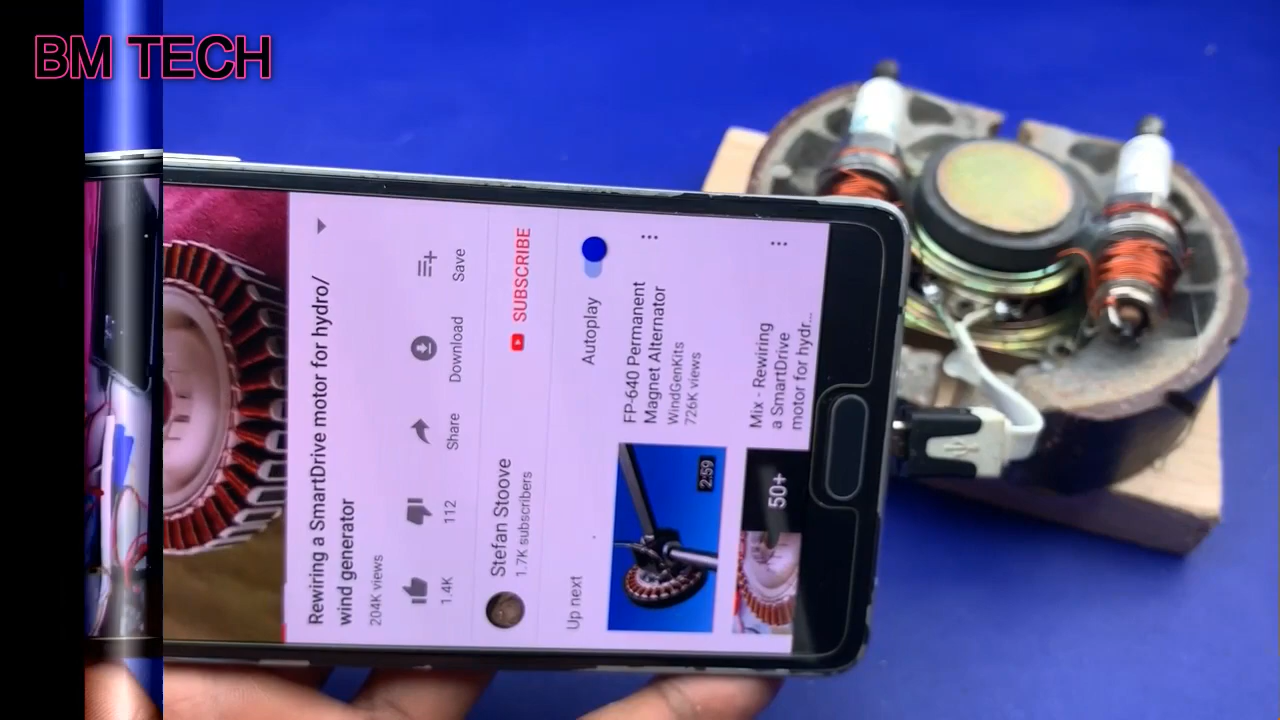 BM TECH
Rewiring a SmartDrive motor for hydro/
wind generator
204K views
1.4K
112
Share
Download
Save
Stefan Stoove
1.7K subscribers
SUBSCRIBE
Up next
Autoplay
2:59
FP-640 Permanent
Magnet Alternator
WindGenKits
726K views
50+
Mix - Rewiring
a SmartDrive
motor for hydr...